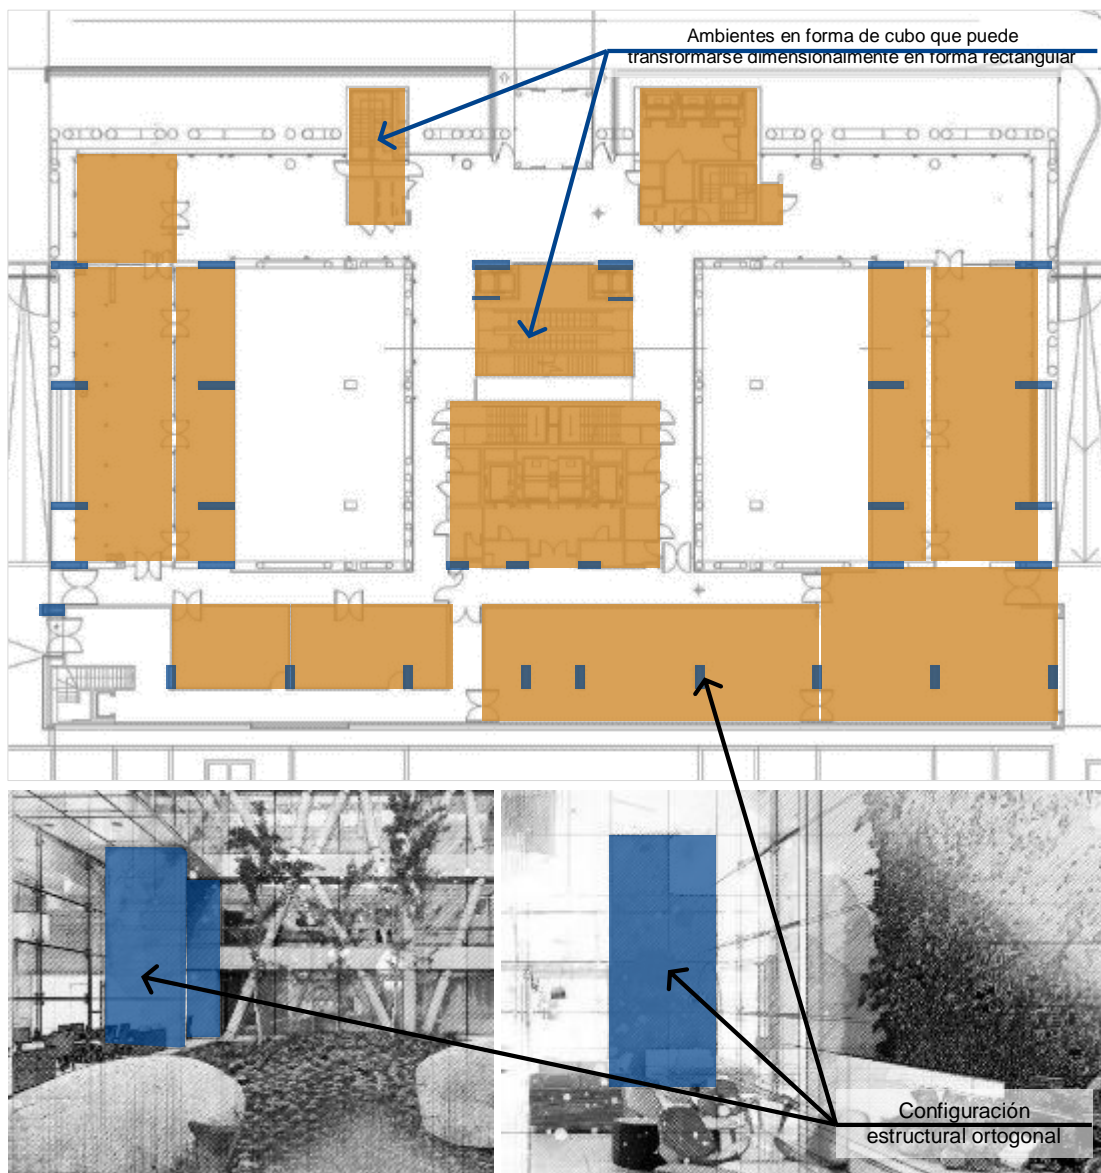 Ambientes en forma de cubo que puede
transformarse dimensionalmente en forma rectangular
Configuración
estructural ortogonal